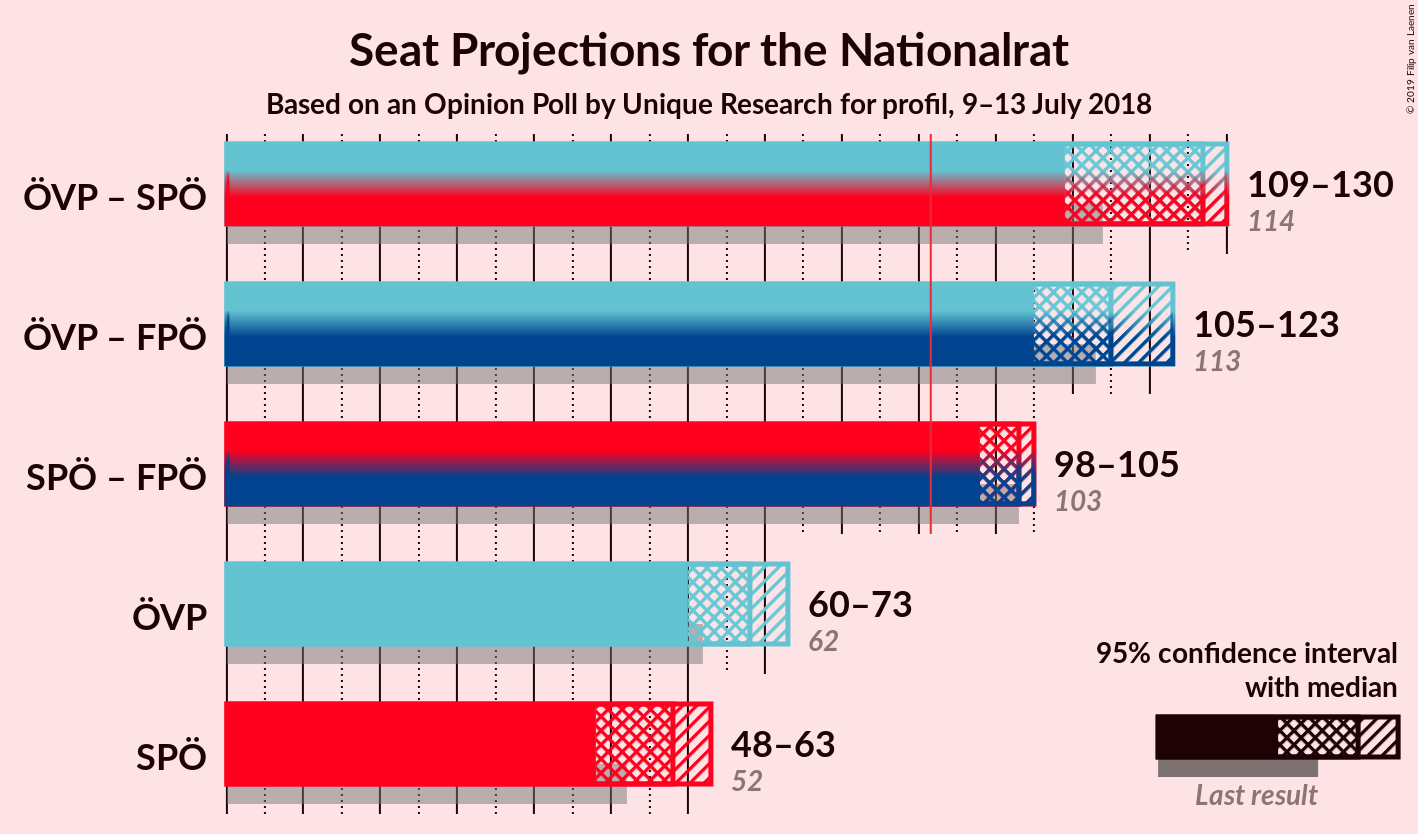 Seat Projections for the Nationalrat
Based on an Opinion Poll by Unique Research for profil, 9–13 July 2018
© 2019 Filip van Laenen
ÖVP – SPÖ
109–130
114
ÖVP – FPÖ
105–123
113
SPÖ – FPÖ
98–105
103
ÖVP
60–73
62
SPÖ
48–63
52
95% confidence interval
with median
Last result